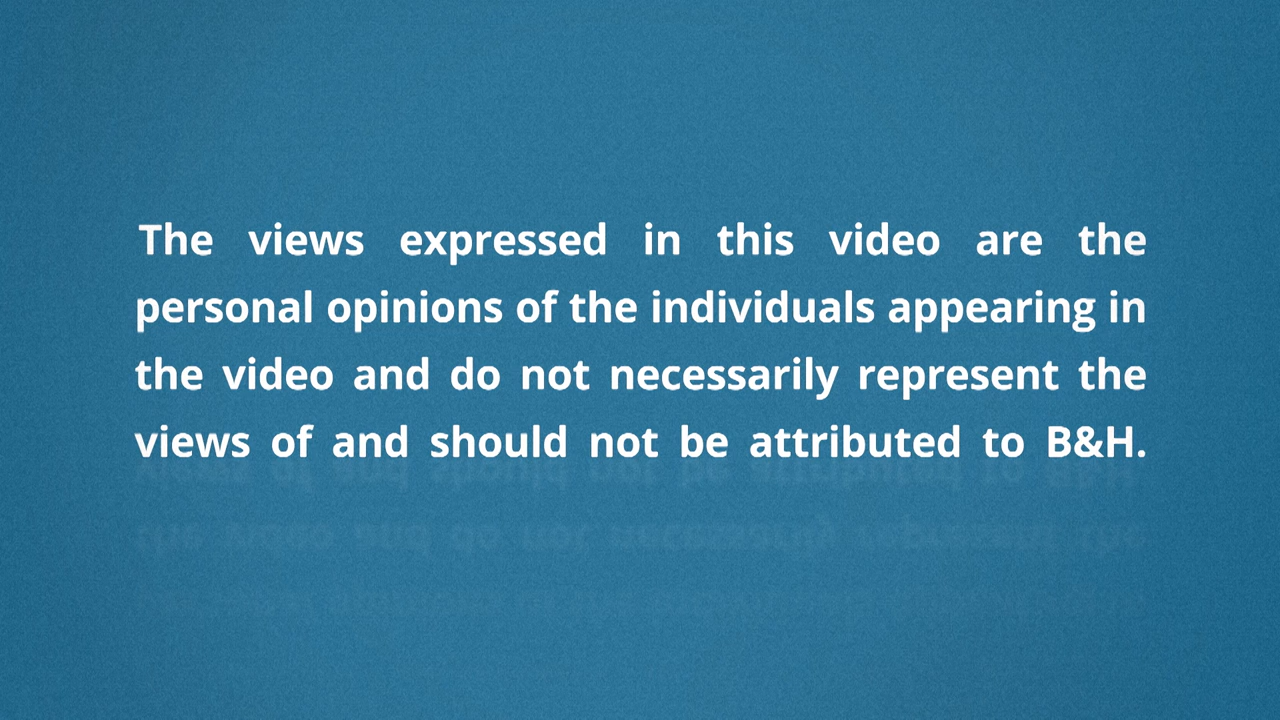 The views expressed in this video are the
personal opinions of the individuals appearing in
the video and do not necessarily represent the
views of and should not be attributed to B&H.